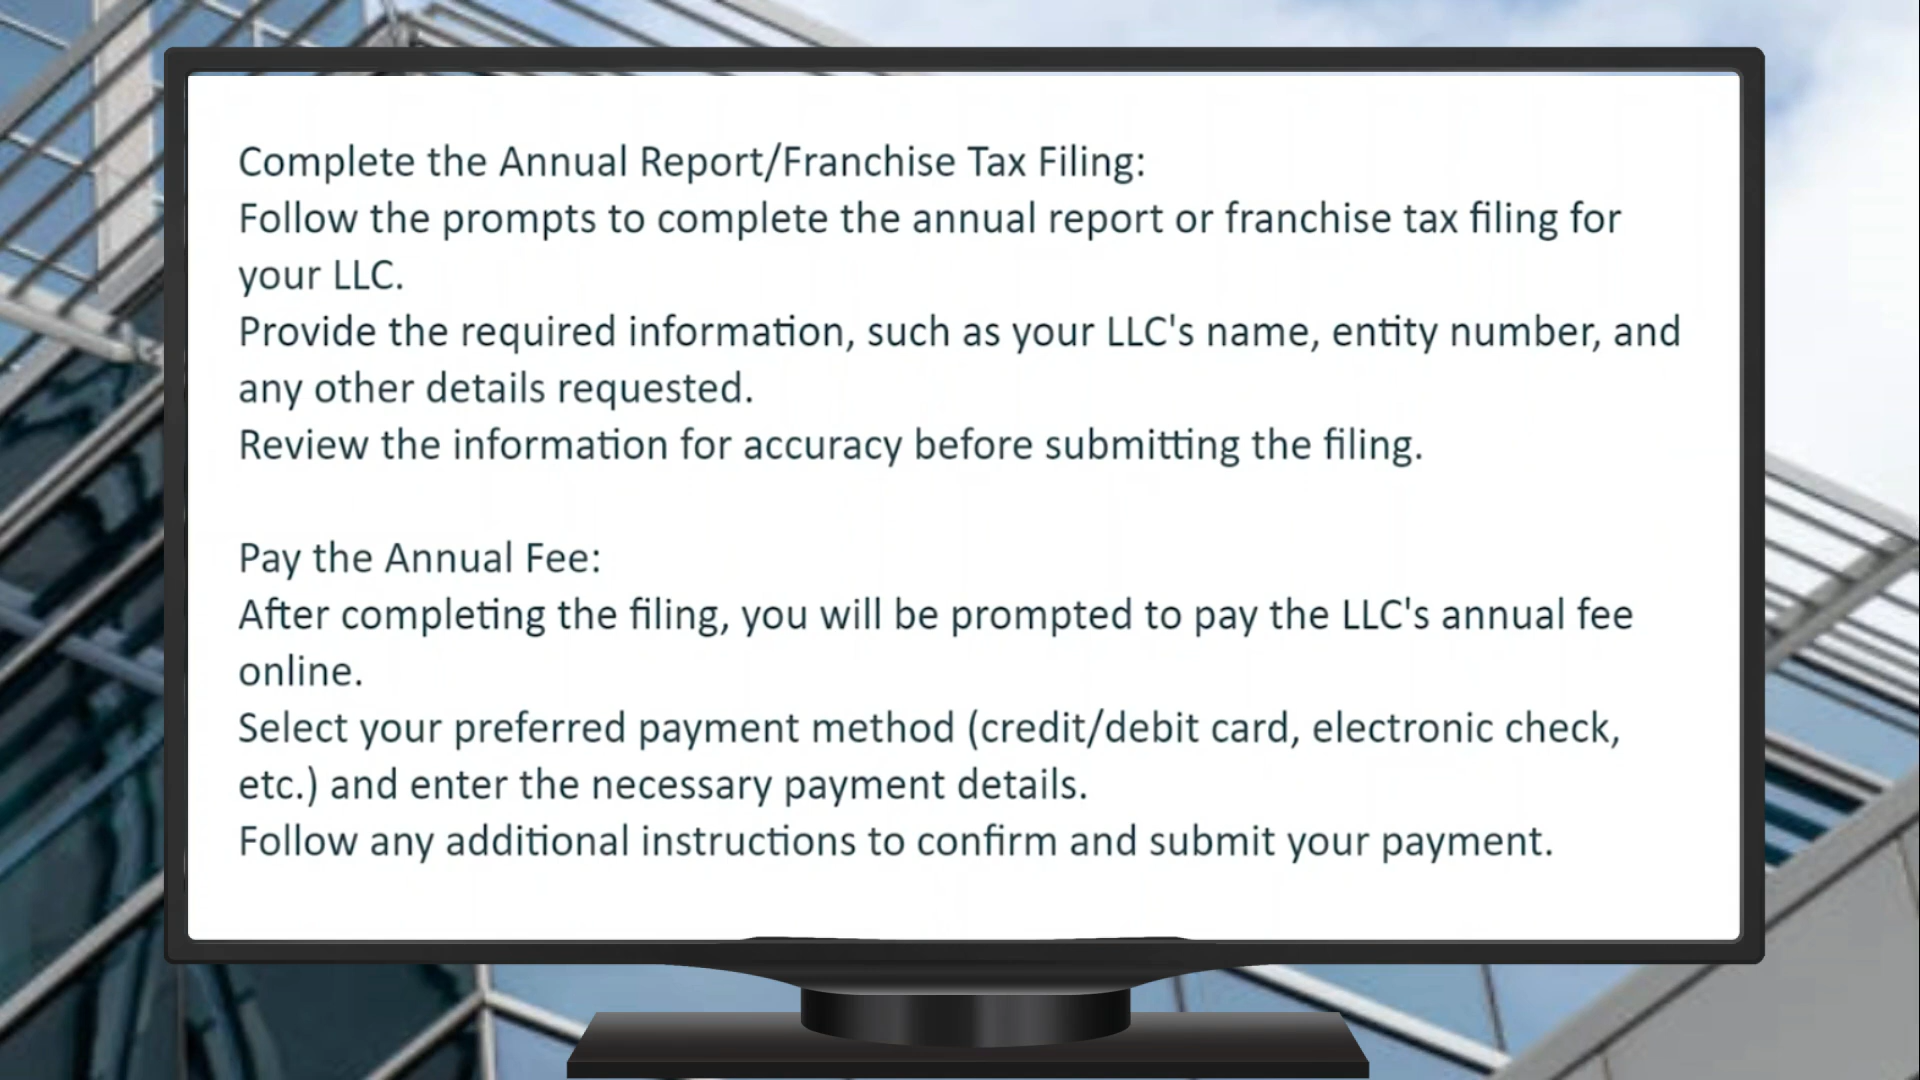 Complete the Annual Report/Franchise Tax Filing:
Follow the prompts to complete the annual report or franchise tax filing for
your LLC.
Provide the required information, such as your LLC's name, entity number, and
any other details requested.
Review the information for accuracy before submitting the filing.
Pay the Annual Fee:
After completing the filing, you will be prompted to pay the LLC's annual fee
online.
Select your preferred payment method (credit/debit card, electronic check,
etc.) and enter the necessary payment details.
Follow any additional instructions to confirm and submit your payment.